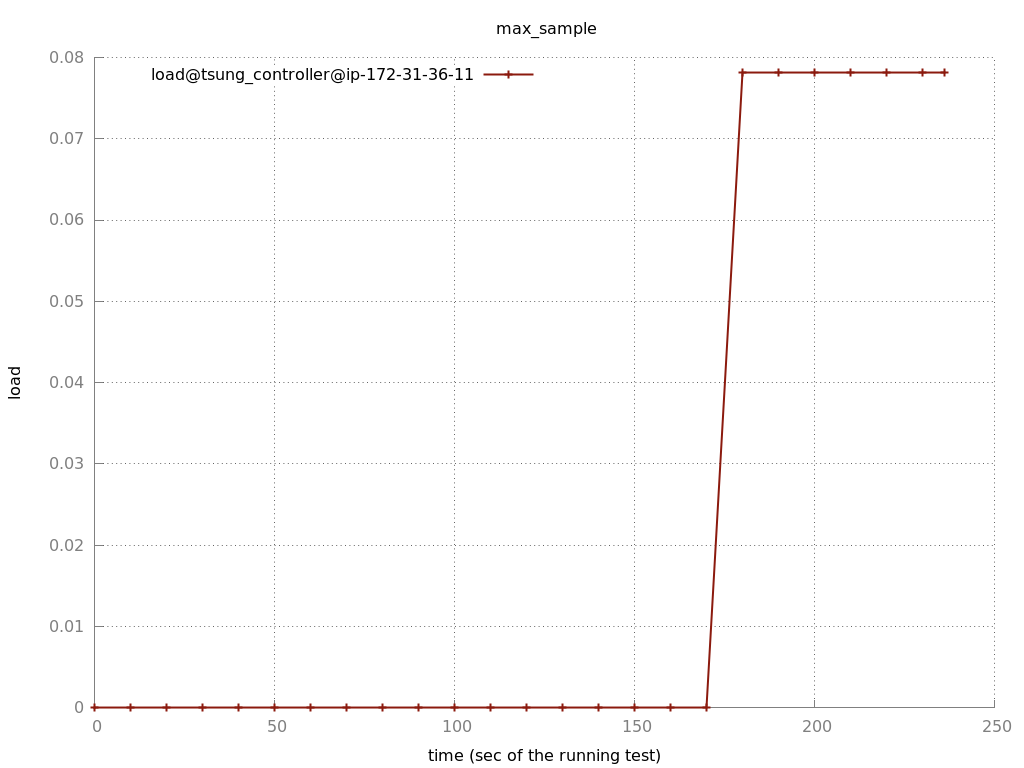 max_sample
load@tsung_controller@ip-172-31-36-11
0.08
0.07
0.06
0.05
0.04
0.03
0.02
0.01
0
load
0 50 100 150 200 250
time (sec of the running test)